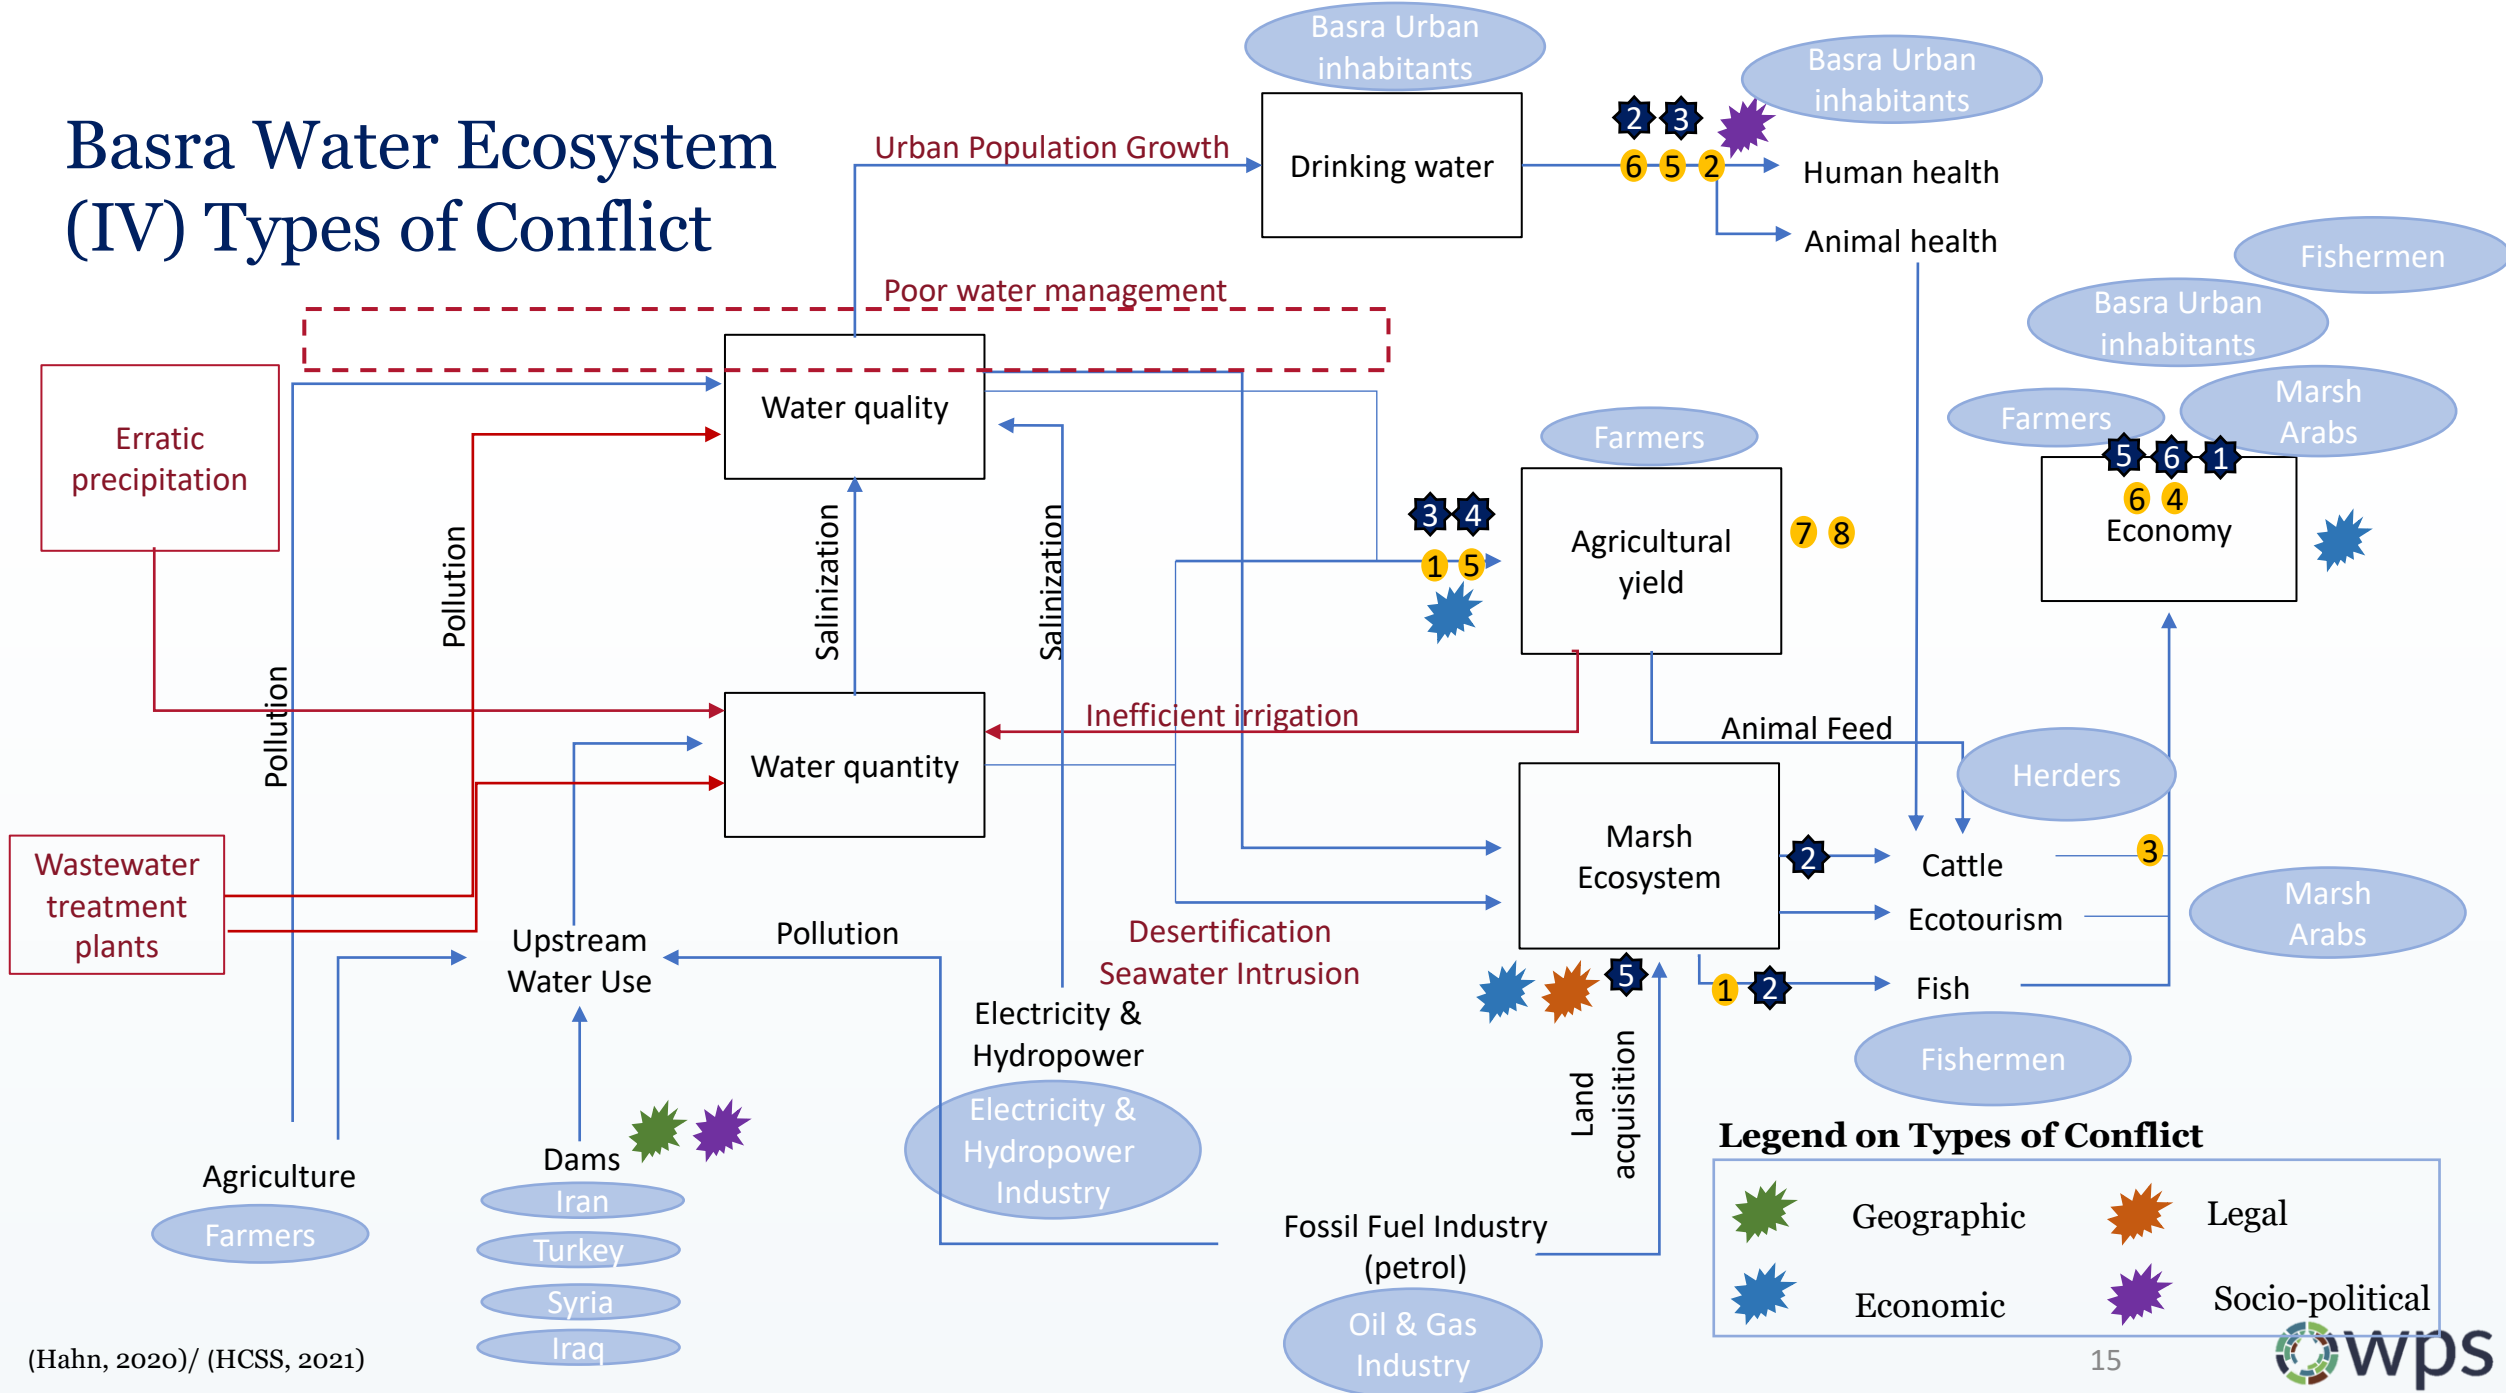 Basra Water Ecosystem
(IV) Types of Conflict
Basra Urban
inhabitants
Basra Urban
inhabitants
2 3
Urban Population Growth
Drinking water
6 5 2
Human health
Animal health
Fishermen
Basra Urban
inhabitants
Poor water management
Marsh
Arabs
Farmers
Farmers
Erratic
precipitation
Water quality
5 6 1
6 4
Economy
3 4
1 5
Agricultural
yield
7 8
Pollution
Pollution
Salinization
Salinization
Inefficient irrigation
Animal Feed
Water quantity
Herders
Marsh
Ecosystem
2
Cattle
3
Ecotourism
Marsh
Arabs
Wastewater
treatment
plants
Upstream
Water Use
Pollution
Desertification
Seawater Intrusion
5
1 2
Fish
Electricity &
Hydropower
Fishermen
Land
acquisition
Electricity &
Hydropower
Industry
Agriculture
Farmers
Dams
Iran
Turkey
Syria
Iraq
Fossil Fuel Industry
(petrol)
Oil & Gas
Industry
Legend on Types of Conflict
Geographic
Legal
Economic
Socio-political
(Hahn, 2020)/ (HCSS, 2021)
15
wps